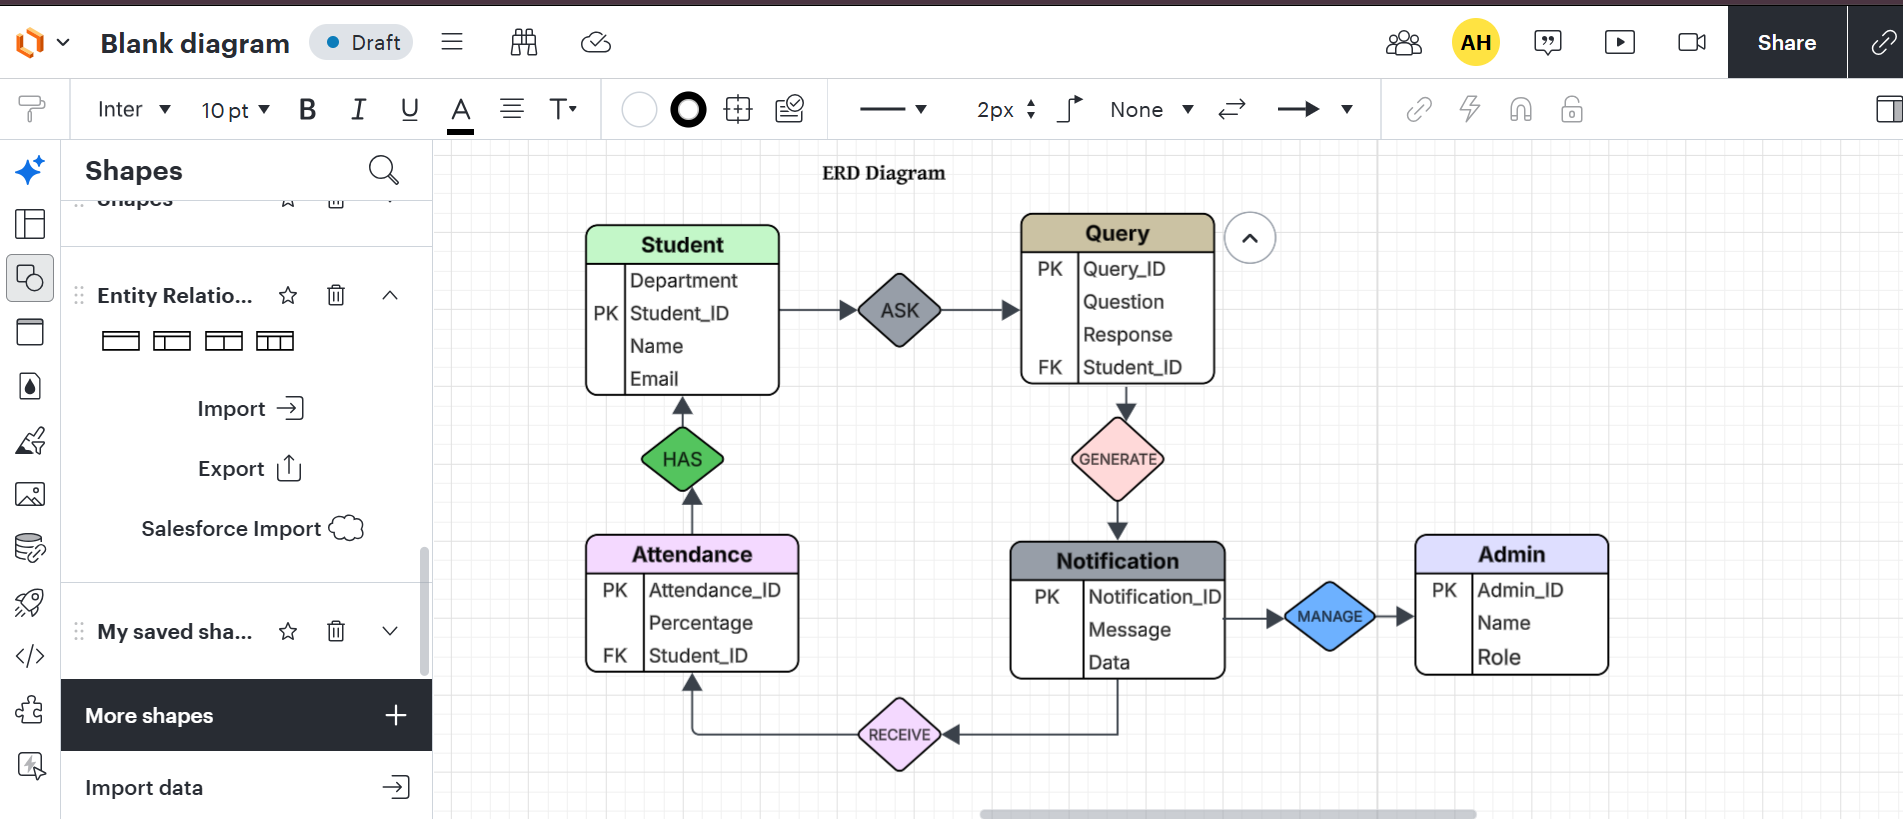 Blank diagram
Draft
AH
Share
Inter
10 pt
B
I
U
A
T
2px
None
Shapes
Shapes
Entity Relatio...
Import
Export
Salesforce Import
My saved sha...
More shapes
Import data
ERD Diagram
Student
Department
PK Student_ID
Name
Email
ASK
Query
PK Query_ID
Question
Response
FK Student_ID
HAS
GENERATE
Attendance
PK Attendance_ID
Percentage
FK Student_ID
Notification
PK Notification_ID
Message
Data
MANAGE
Admin
PK Admin_ID
Name
Role
RECEIVE